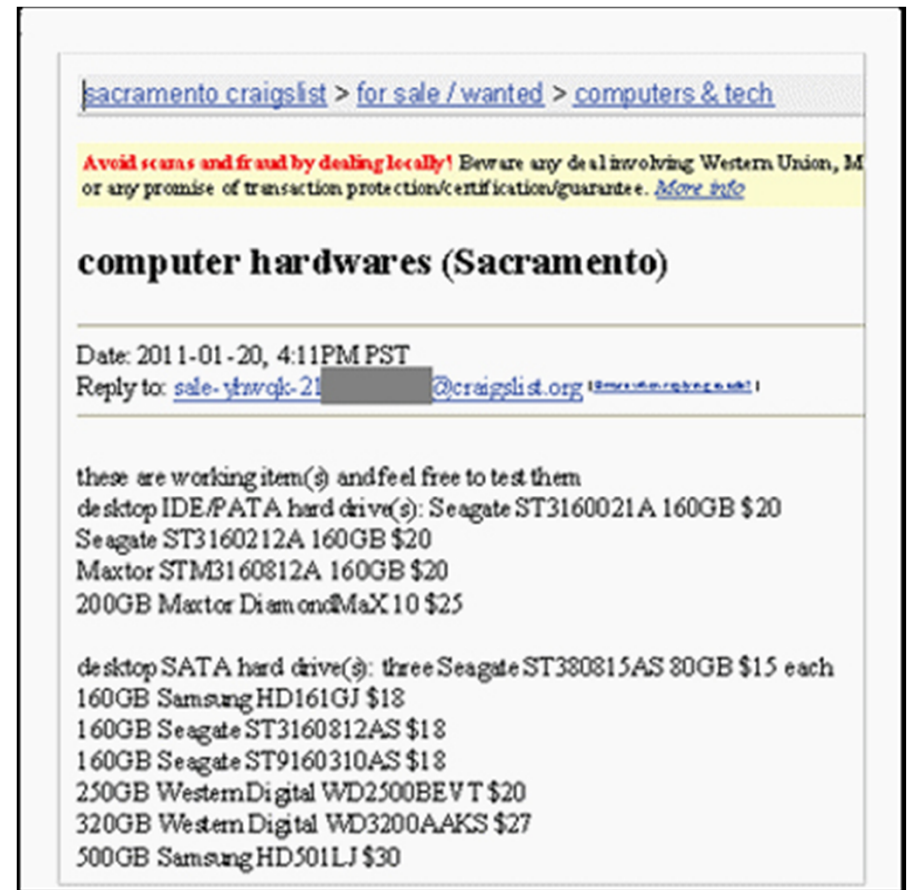 sacramento craigslist > for sale / wanted > computers & tech
Avoid scams and fraud by dealing locally! Beware any deal involving Western Union, M
or any promise of transaction protection/certification/guarantee. More info
computer hardwares (Sacramento)
Date: 2011-01-20, 4:11PM PST
Reply to: sale-yhwqk-21 @craigslist.org
these are working item(s) and feel free to test them
desktop IDE/PATA hard drive(s): Seagate ST3160021A 160GB $20
Seagate ST3160212A 160GB $20
Maxtor STM3160812A 160GB $20
200GB Maxtor DiamondMaX 10 $25
desktop SATA hard drive(s): three Seagate ST380815AS 80GB $15 each
160GB Samsung HD161GJ $18
160GB Seagate ST3160812AS $18
160GB Seagate ST9160310AS $18
250GB Western Digital WD2500BEVT $20
320GB Western Digital WD3200AAKS $27
500GB Samsung HD501LJ $30